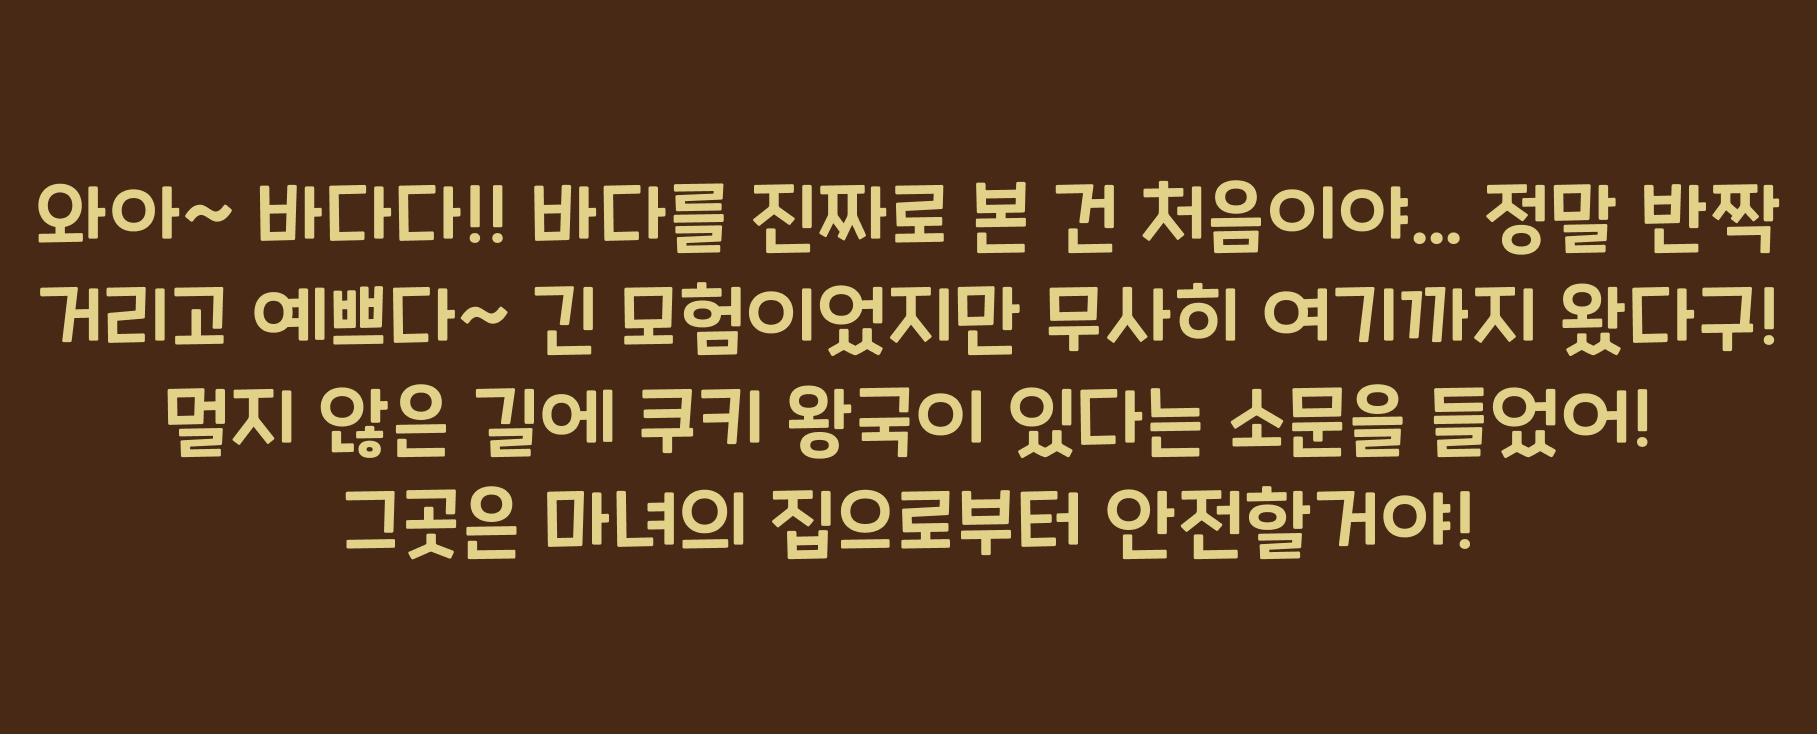 와아~ 바다다!! 바다를 진짜로 본 건 처음이야... 정말 반짝
거리고 예쁘다~ 긴 모험이었지만 무사히 여기까지 왔다구!
멀지 않은 길에 쿠키 왕국이 있다는 소문을 들었어!
그곳은 마녀의 집으로부터 안전할거야!